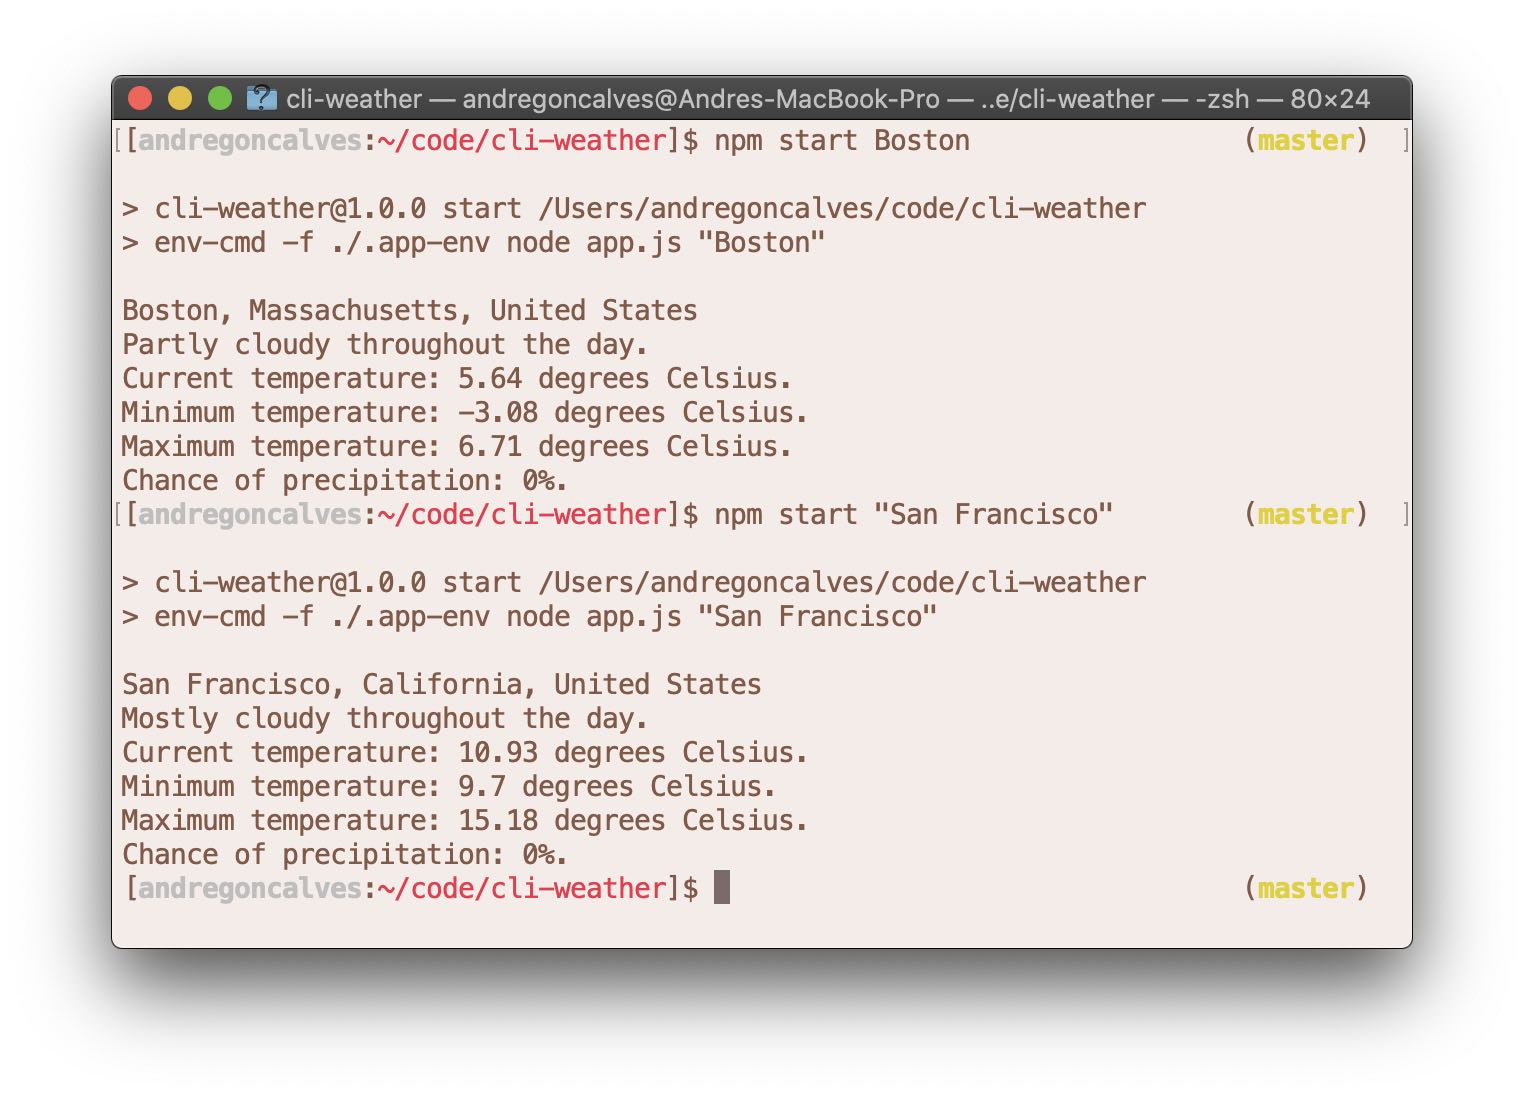 cli-weather — andregoncalves@Andres-MacBook-Pro — ..e/cli-weather — -zsh — 80×24
[[andregoncalves:~/code/cli-weather]$ npm start Boston (master) ]
> cli-weather@1.0.0 start /Users/andregoncalves/code/cli-weather
> env-cmd -f ./.app-env node app.js "Boston"
Boston, Massachusetts, United States
Partly cloudy throughout the day.
Current temperature: 5.64 degrees Celsius.
Minimum temperature: -3.08 degrees Celsius.
Maximum temperature: 6.71 degrees Celsius.
Chance of precipitation: 0%.
[[andregoncalves:~/code/cli-weather]$ npm start "San Francisco" (master) ]
> cli-weather@1.0.0 start /Users/andregoncalves/code/cli-weather
> env-cmd -f ./.app-env node app.js "San Francisco"
San Francisco, California, United States
Mostly cloudy throughout the day.
Current temperature: 10.93 degrees Celsius.
Minimum temperature: 9.7 degrees Celsius.
Maximum temperature: 15.18 degrees Celsius.
Chance of precipitation: 0%.
[andregoncalves:~/code/cli-weather]$ (master)